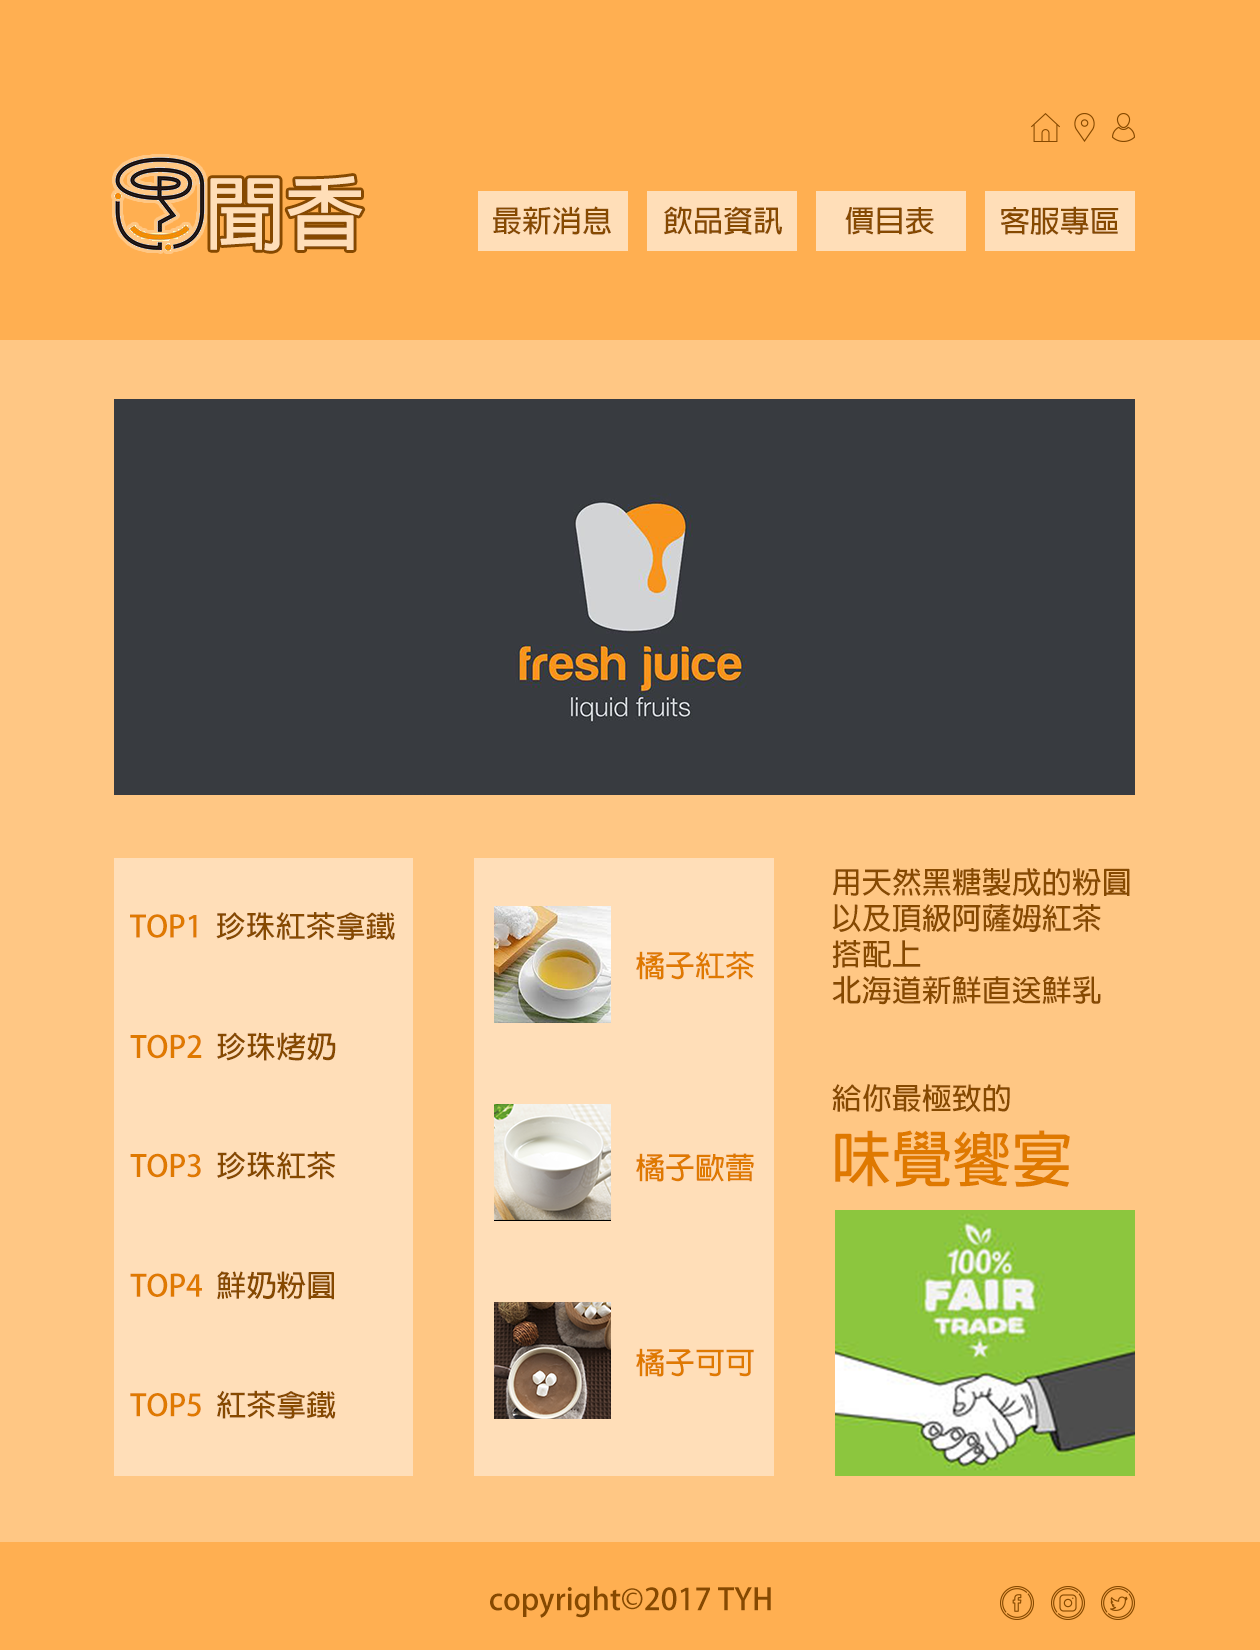 聞香
最新消息
飲品資訊
價目表
客服專區
fresh juice
liquid fruits
TOP1 珍珠紅茶拿鐵
TOP2 珍珠烤奶
TOP3 珍珠紅茶
TOP4 鮮奶粉圓
TOP5 紅茶拿鐵
橘子紅茶
橘子歐蕾
橘子可可
用天然黑糖製成的粉圓
以及頂級阿薩姆紅茶
搭配上
北海道新鮮直送鮮乳
給你最極致的
味覺饗宴
100%
FAIR
TRADE
copyright©2017 TYH